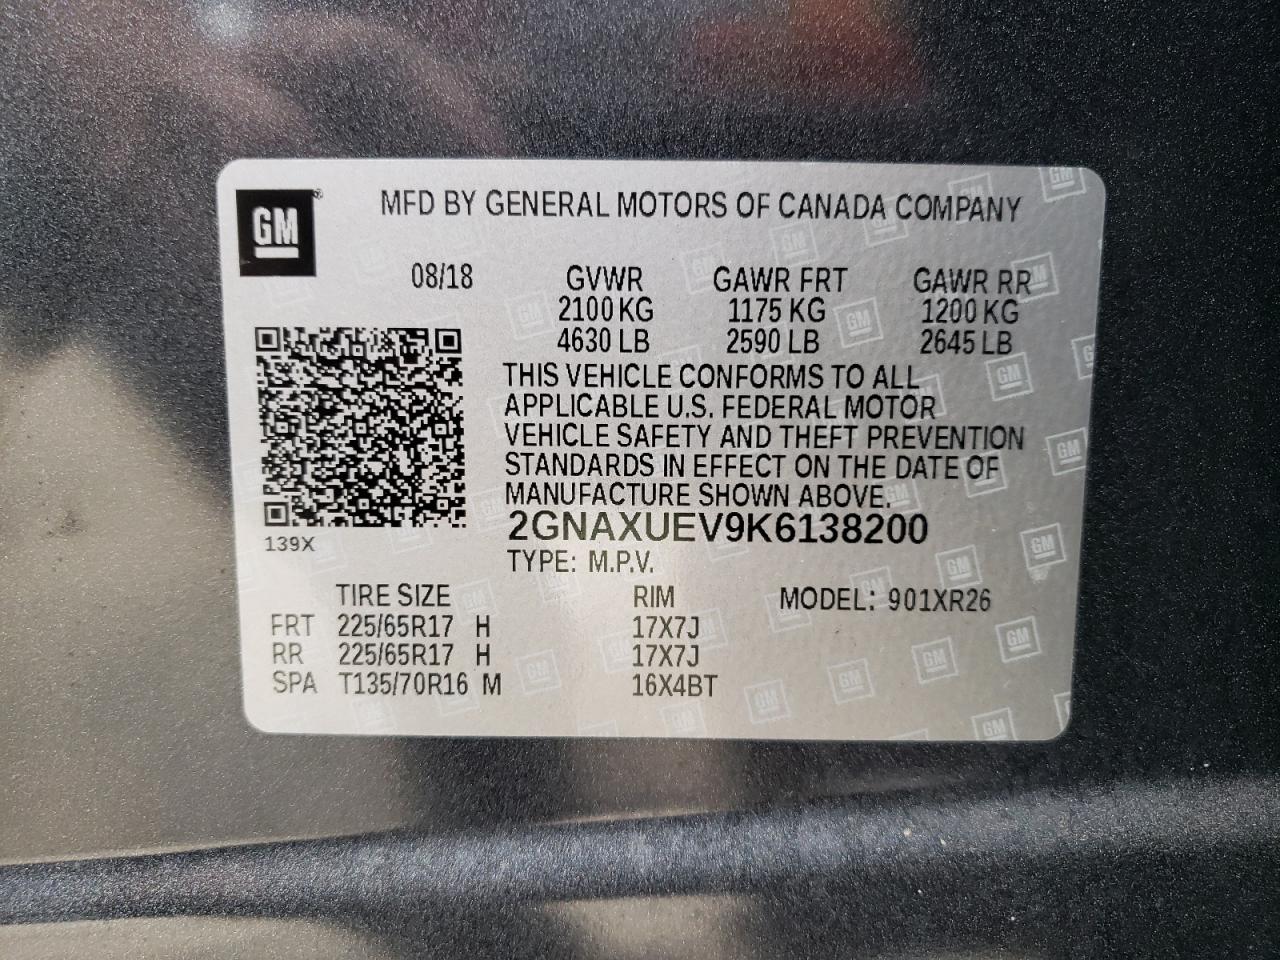 GM ®
MFD BY GENERAL MOTORS OF CANADA COMPANY
08/18 GVWR GAWR FRT GAWR RR
2100 KG 1175 KG 1200 KG
4630 LB 2590 LB 2645 LB
THIS VEHICLE CONFORMS TO ALL
APPLICABLE U.S. FEDERAL MOTOR
VEHICLE SAFETY AND THEFT PREVENTION
STANDARDS IN EFFECT ON THE DATE OF
MANUFACTURE SHOWN ABOVE.
2GNAXUEV9K6138200
139X
TYPE: M.P.V.
TIRE SIZE RIM MODEL: 901XR26
FRT 225/65R17 H 17X7J
RR 225/65R17 H 17X7J
SPA T135/70R16 M 16X4BT